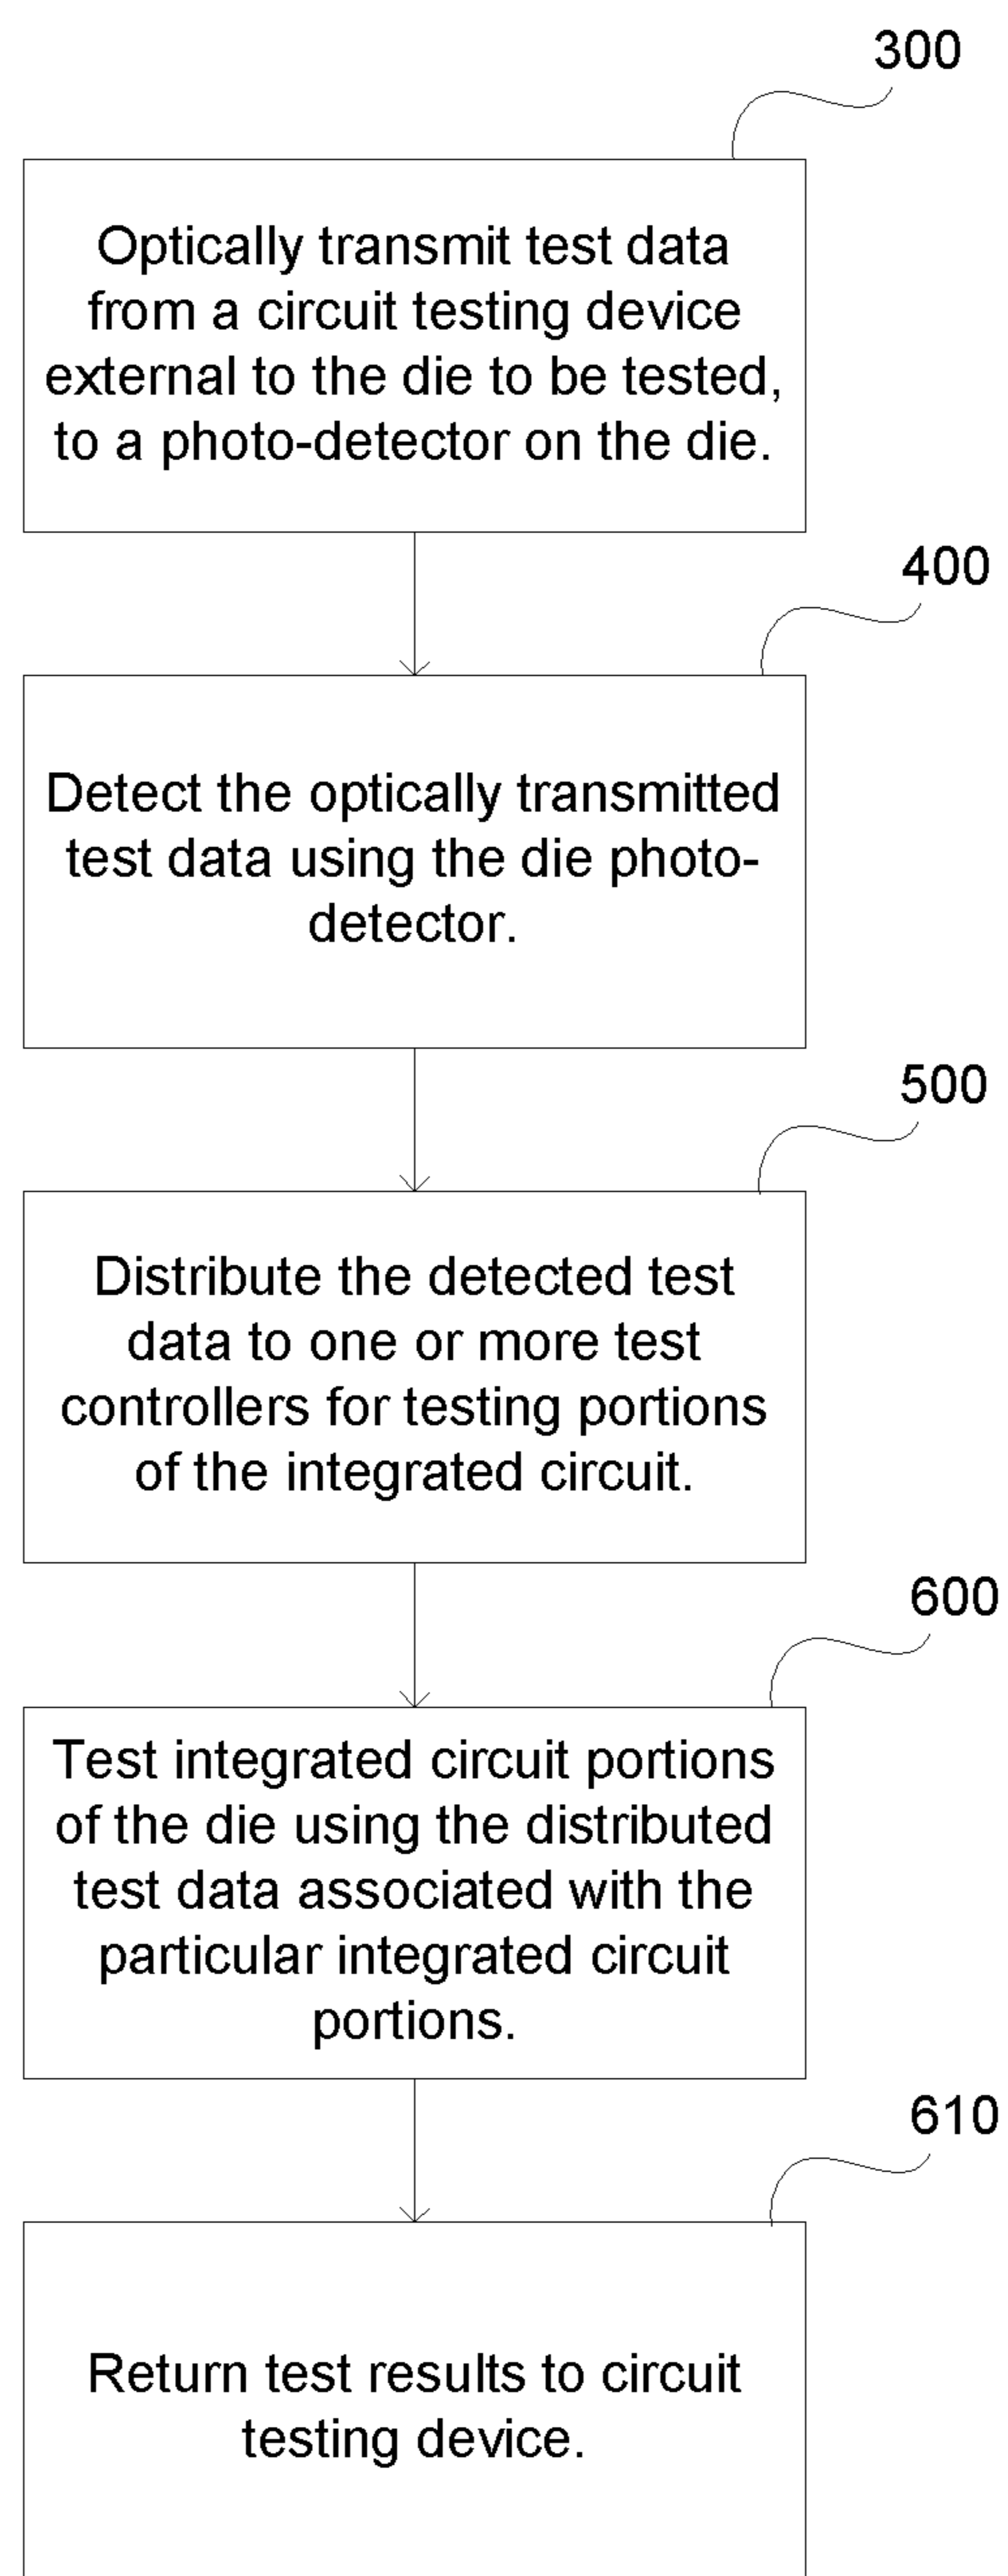 300
Optically transmit test data
from a circuit testing device
external to the die to be tested,
to a photo-detector on the die.
400
Detect the optically transmitted
test data using the die photo-
detector.
500
Distribute the detected test
data to one or more test
controllers for testing portions
of the integrated circuit.
600
Test integrated circuit portions
of the die using the distributed
test data associated with the
particular integrated circuit
portions.
610
Return test results to circuit
testing device.